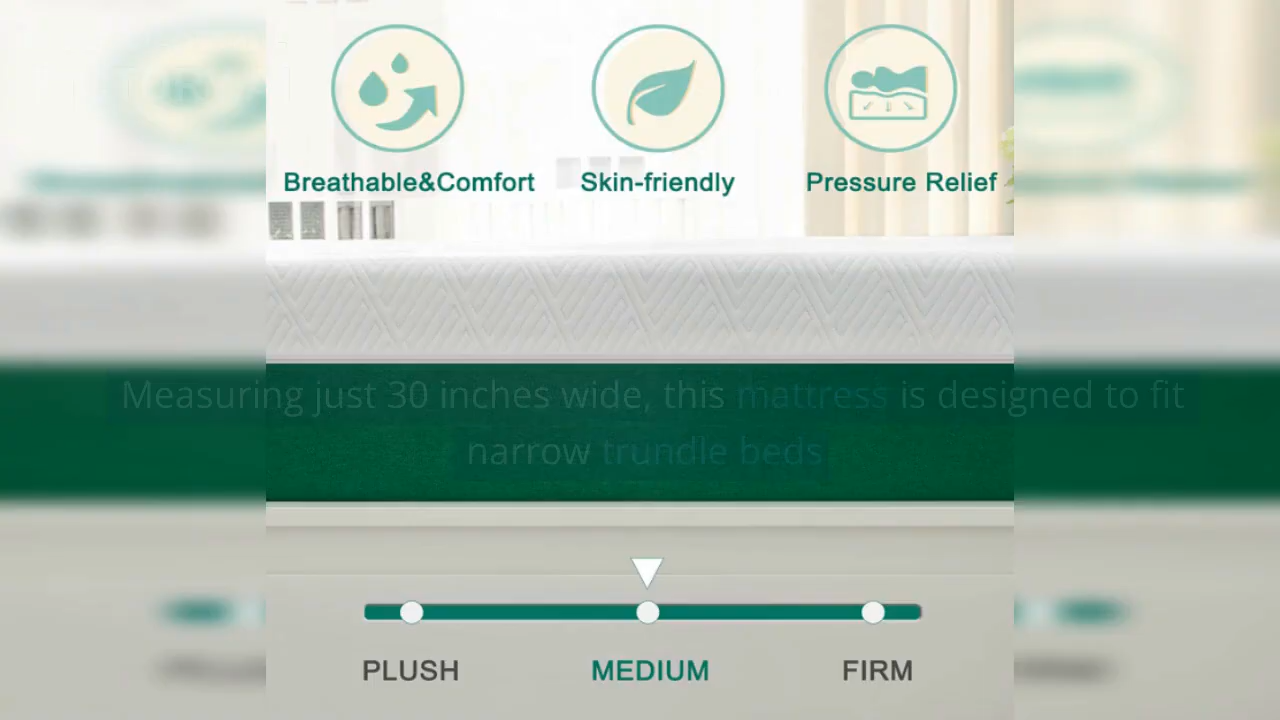 Breathable&Comfort Skin-friendly Pressure Relief
Measuring just 30 inches wide, this mattress is designed to fit
narrow trundle beds
PLUSH MEDIUM FIRM